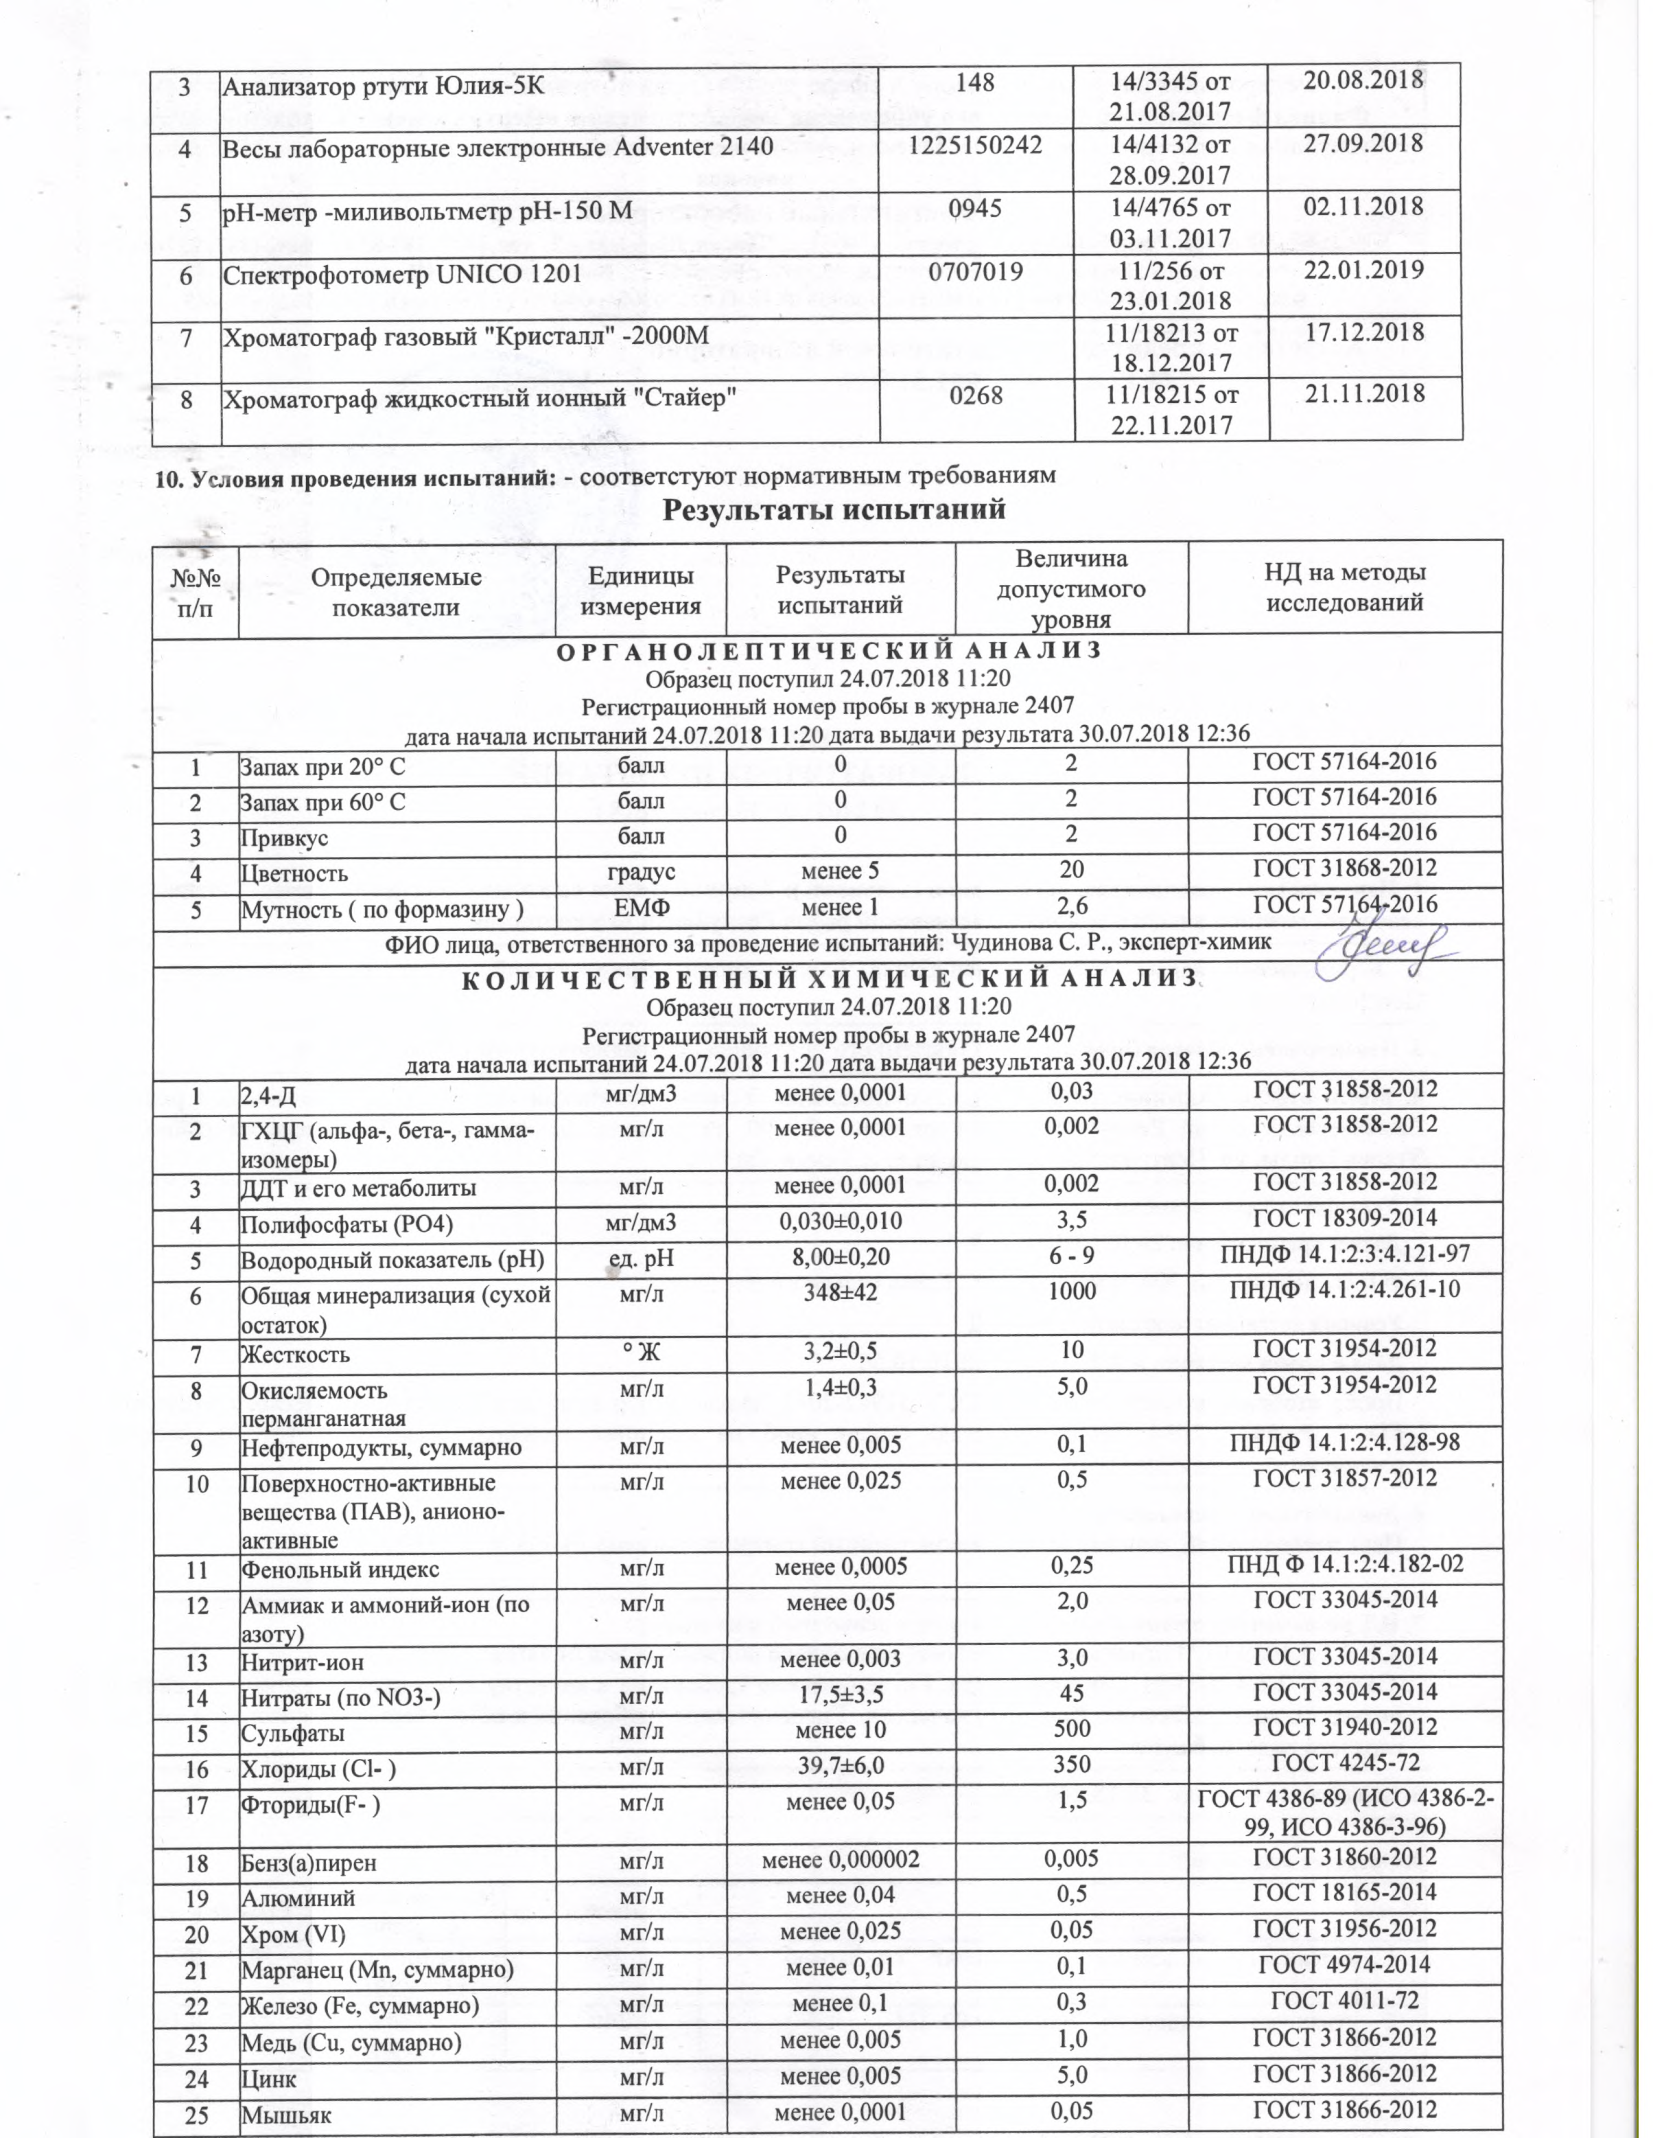 3 Анализатор ртути Юлия-5К 148 14/3345 от 20.08.2018
21.08.2017
4 Весы лабораторные электронные Adventer 2140 1225150242 14/4132 от 27.09.2018
28.09.2017
5 рН-метр -миливольтметр рН-150 М 0945 14/4765 от 02.11.2018
03.11.2017
6 Спектрофотометр UNICO 1201 0707019 11/256 от 22.01.2019
23.01.2018
7 Хроматограф газовый "Кристалл" -2000М 11/18213 от 17.12.2018
18.12.2017
8 Хроматограф жидкостный ионный "Стайер" 0268 11/18215 от 21.11.2018
22.11.2017
10. Условия проведения испытаний: - соответстуют нормативным требованиям
Результаты испытаний
№№ п/п Определяемые показатели Единицы измерения Результаты испытаний Величина допустимого уровня НД на методы исследований
ОРГАНОЛЕПТИЧЕСКИЙ АНАЛИЗ
Образец поступил 24.07.2018 11:20
Регистрационный номер пробы в журнале 2407
дата начала испытаний 24.07.2018 11:20 дата выдачи результата 30.07.2018 12:36
1 Запах при 20° С балл 0 2 ГОСТ 57164-2016
2 Запах при 60° С балл 0 2 ГОСТ 57164-2016
3 Привкус балл 0 2 ГОСТ 57164-2016
4 Цветность градус менее 5 20 ГОСТ 31868-2012
5 Мутность ( по формазину ) ЕМФ менее 1 2,6 ГОСТ 57164-2016
ФИО лица, ответственного за проведение испытаний: Чудинова С. Р., эксперт-химик
КОЛИЧЕСТВЕННЫЙ ХИМИЧЕСКИЙ АНАЛИЗ
Образец поступил 24.07.2018 11:20
Регистрационный номер пробы в журнале 2407
дата начала испытаний 24.07.2018 11:20 дата выдачи результата 30.07.2018 12:36
1 2,4-Д мг/дм3 менее 0,0001 0,03 ГОСТ 31858-2012
2 ГХЦГ (альфа-, бета-, гамма- мг/л менее 0,0001 0,002 ГОСТ 31858-2012
изомеры)
3 ДДТ и его метаболиты мг/л менее 0,0001 0,002 ГОСТ 31858-2012
4 Полифосфаты (РО4) мг/дм3 0,030±0,010 3,5 ГОСТ 18309-2014
5 Водородный показатель (рН) ед. рН 8,00±0,20 6 - 9 ПНДФ 14.1:2:3:4.121-97
6 Общая минерализация (сухой мг/л 348±42 1000 ПНДФ 14.1:2:4.261-10
остаток)
7 Жесткость ° Ж 3,2±0,5 10 ГОСТ 31954-2012
8 Окисляемость мг/л 1,4±0,3 5,0 ГОСТ 31954-2012
перманганатная
9 Нефтепродукты, суммарно мг/л менее 0,005 0,1 ПНДФ 14.1:2:4.128-98
10 Поверхностно-активные мг/л менее 0,025 0,5 ГОСТ 31857-2012
вещества (ПАВ), анионо-
активные
11 Фенольный индекс мг/л менее 0,0005 0,25 ПНД Ф 14.1:2:4.182-02
12 Аммиак и аммоний-ион (по мг/л менее 0,05 2,0 ГОСТ 33045-2014
азоту)
13 Нитрит-ион мг/л менее 0,003 3,0 ГОСТ 33045-2014
14 Нитраты (по NO3-) мг/л 17,5±3,5 45 ГОСТ 33045-2014
15 Сульфаты мг/л менее 10 500 ГОСТ 31940-2012
16 Хлориды (Cl- ) мг/л 39,7±6,0 350 ГОСТ 4245-72
17 Фториды(F- ) мг/л менее 0,05 1,5 ГОСТ 4386-89 (ИСО 4386-2-
99, ИСО 4386-3-96)
18 Бенз(а)пирен мг/л менее 0,000002 0,005 ГОСТ 31860-2012
19 Алюминий мг/л менее 0,04 0,5 ГОСТ 18165-2014
20 Хром (VI) мг/л менее 0,025 0,05 ГОСТ 31956-2012
21 Марганец (Mn, суммарно) мг/л менее 0,01 0,1 ГОСТ 4974-2014
22 Железо (Fe, суммарно) мг/л менее 0,1 0,3 ГОСТ 4011-72
23 Медь (Cu, суммарно) мг/л менее 0,005 1,0 ГОСТ 31866-2012
24 Цинк мг/л менее 0,005 5,0 ГОСТ 31866-2012
25 Мышьяк мг/л менее 0,0001 0,05 ГОСТ 31866-2012